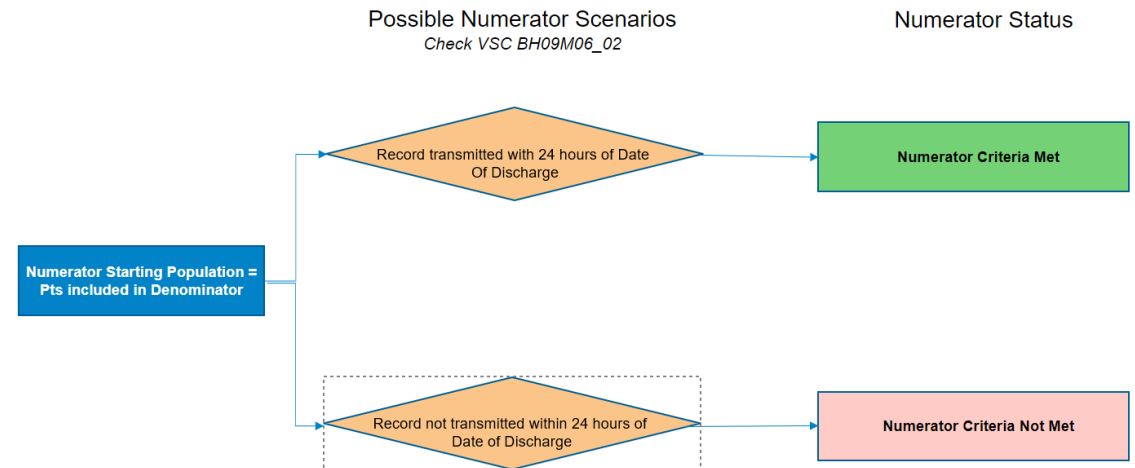 Possible Numerator Scenarios
Check VSC BH09M06_02
Numerator Status
Record transmitted with 24 hours of Date
Of Discharge
Numerator Criteria Met
Numerator Starting Population =
Pts included in Denominator
Record not transmitted within 24 hours of
Date of Discharge
Numerator Criteria Not Met